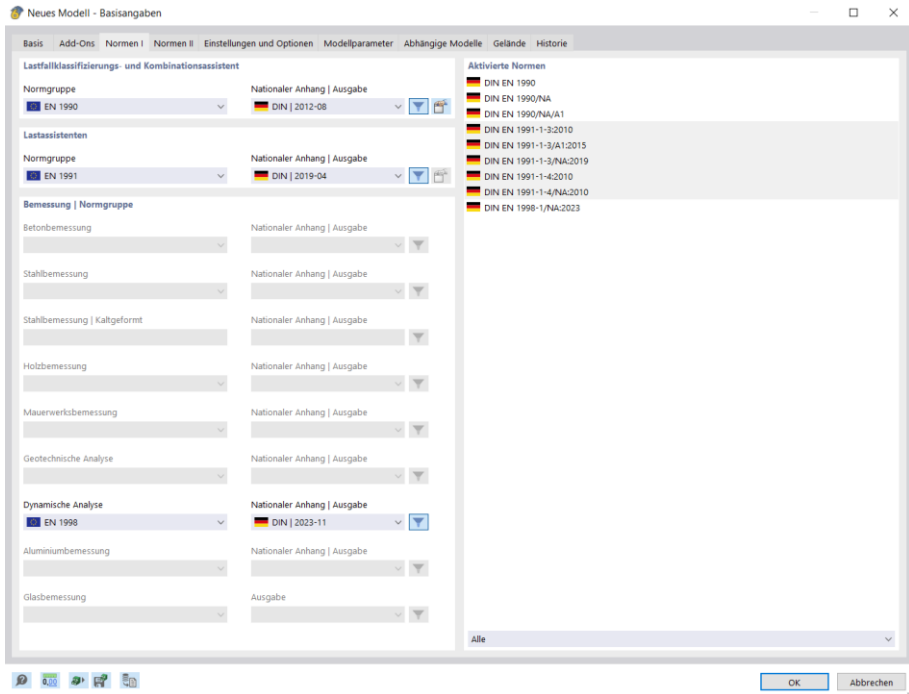 Neues Modell - Basisangaben
Basis Add-Ons Normen I Normen II Einstellungen und Optionen Modellparameter Abhängige Modelle Gelände Historie
Lastfallklassifizierungs- und Kombinationsassistent
Normgruppe Nationaler Anhang | Ausgabe
EN 1990 DIN | 2012-08
Lastassistenten
Normgruppe Nationaler Anhang | Ausgabe
EN 1991 DIN | 2019-04
Bemessung | Normgruppe
Betonbemessung Nationaler Anhang | Ausgabe
Stahlbemessung Nationaler Anhang | Ausgabe
Stahlbemessung | Kaltgeformt Nationaler Anhang | Ausgabe
Holzbemessung Nationaler Anhang | Ausgabe
Mauerwerksbemessung Nationaler Anhang | Ausgabe
Geotechnische Analyse Nationaler Anhang | Ausgabe
Dynamische Analyse Nationaler Anhang | Ausgabe
EN 1998 DIN | 2023-11
Aluminiumbemessung Nationaler Anhang | Ausgabe
Glasbemessung Ausgabe
Aktivierte Normen
DIN EN 1990
DIN EN 1990/NA
DIN EN 1990/NA/A1
DIN EN 1991-1-3:2010
DIN EN 1991-1-3/A1:2015
DIN EN 1991-1-3/NA:2019
DIN EN 1991-1-4:2010
DIN EN 1991-1-4/NA:2010
DIN EN 1998-1/NA:2023
Alle
0,00
OK Abbrechen